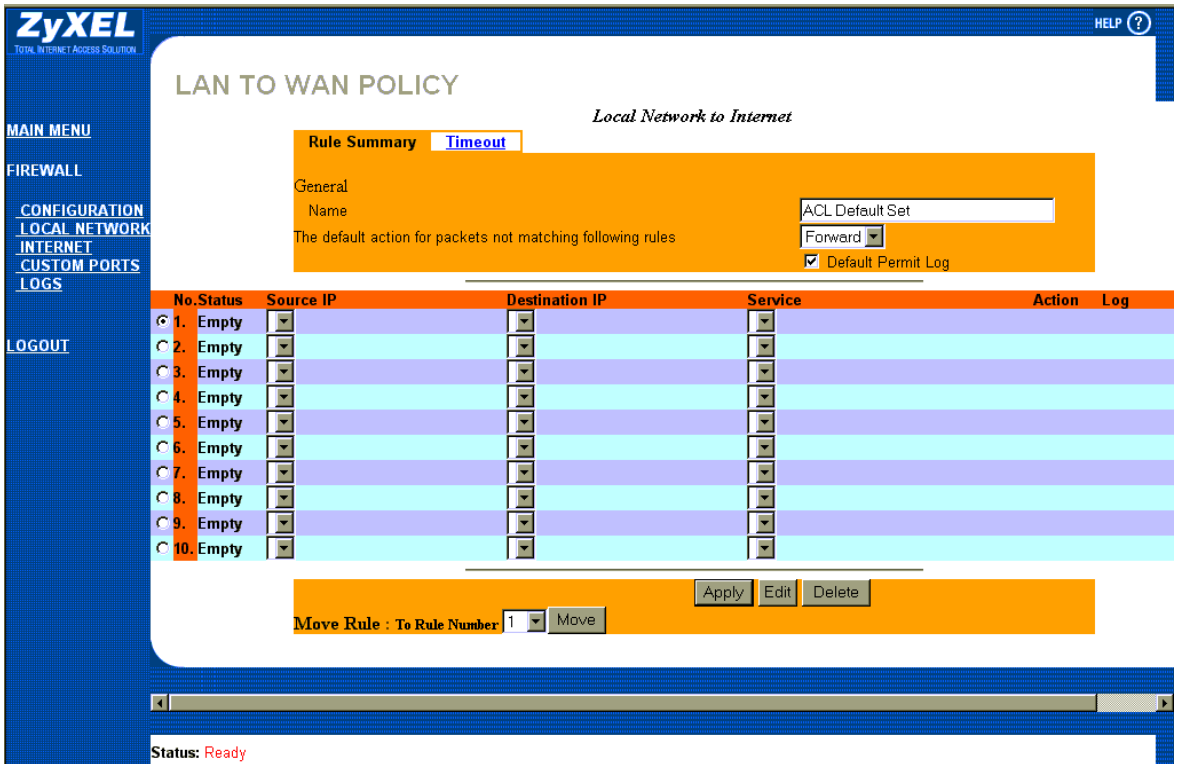 ZyXEL
TOTAL INTERNET ACCESS SOLUTION
HELP ?
MAIN MENU
FIREWALL
CONFIGURATION
LOCAL NETWORK
INTERNET
CUSTOM PORTS
LOGS
LOGOUT
LAN TO WAN POLICY
Local Network to Internet
Rule Summary Timeout
General
Name ACL Default Set
The default action for packets not matching following rules Forward
Default Permit Log
No. Status Source IP Destination IP Service Action Log
1. Empty
2. Empty
3. Empty
4. Empty
5. Empty
6. Empty
7. Empty
8. Empty
9. Empty
10. Empty
Apply Edit Delete
Move Rule : To Rule Number 1 Move
Status: Ready